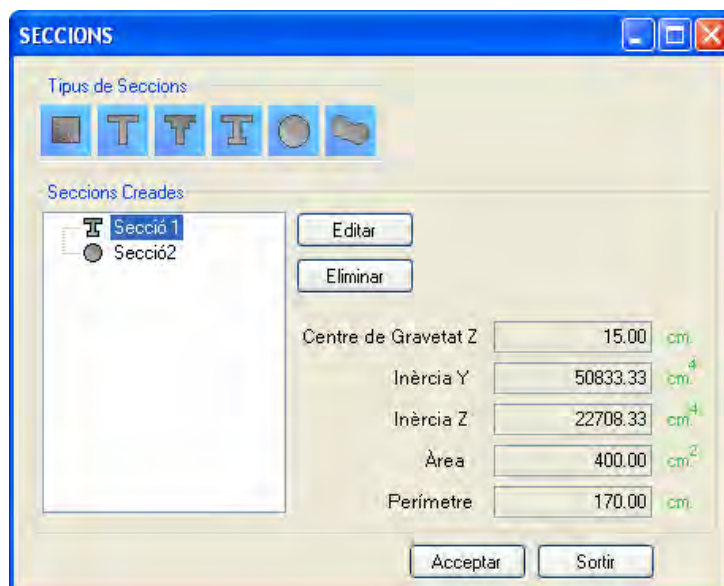 SECCIONS
Tipus de Seccions
Seccions Creades
Secció 1
Secció2
Editar
Eliminar
Centre de Gravetat Z 15.00 cm.
Inèrcia Y 50833.33 cm.4
Inèrcia Z 22708.33 cm.4
Àrea 400.00 cm.2
Perímetre 170.00 cm.
Acceptar Sortir